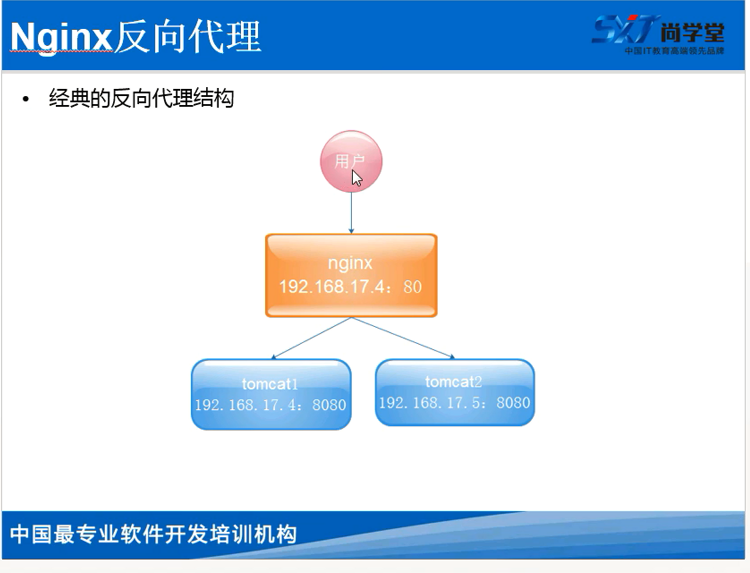 Nginx反向代理
SXT 尚学堂
中国IT教育高端领先品牌
• 经典的反向代理结构
用户
nginx
192.168.17.4：80
tomcat1
192.168.17.4：8080
tomcat2
192.168.17.5：8080
中国最专业软件开发培训机构